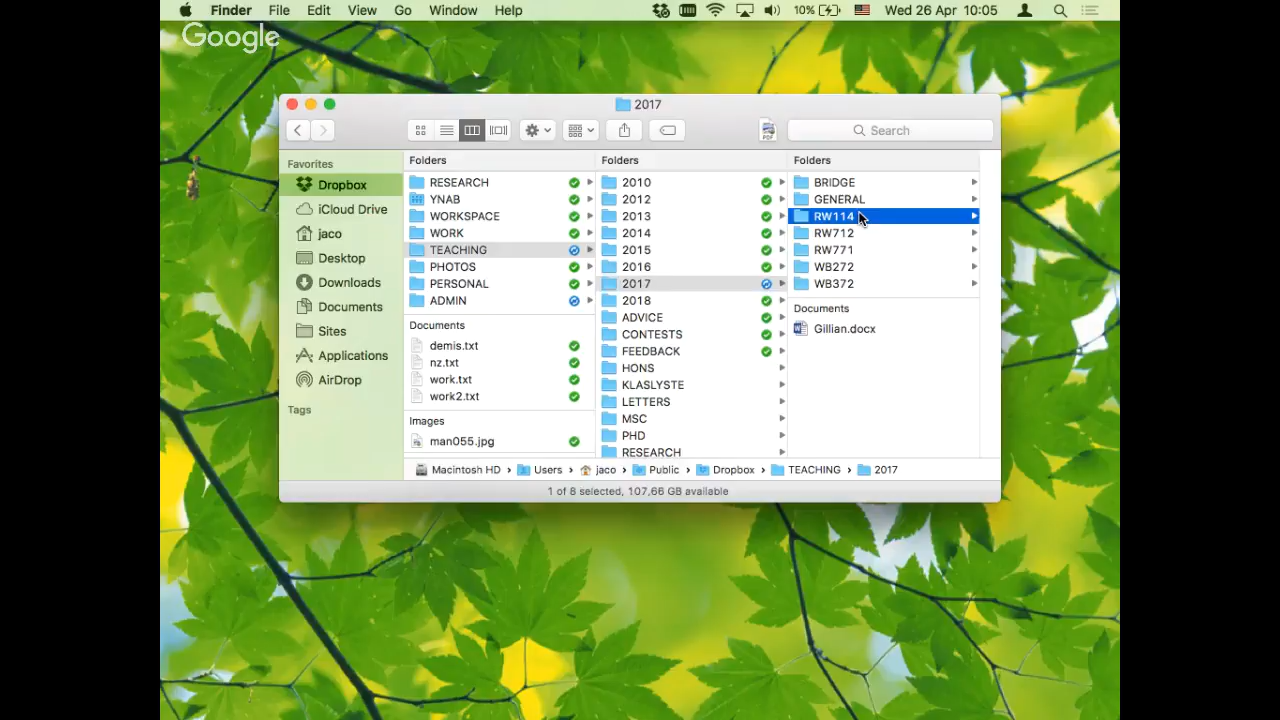 Finder File Edit View Go Window Help 10% Wed 26 Apr 10:05
Google
2017
PDF Search
Favorites
Dropbox
iCloud Drive
jaco
Desktop
Downloads
Documents
Sites
Applications
AirDrop
Tags
Folders
RESEARCH
YNAB
WORKSPACE
WORK
TEACHING
PHOTOS
PERSONAL
ADMIN
Documents
demis.txt
nz.txt
work.txt
work2.txt
Images
man055.jpg
Folders
2010
2012
2013
2014
2015
2016
2017
2018
ADVICE
CONTESTS
FEEDBACK
HONS
KLASLYSTE
LETTERS
MSC
PHD
RESEARCH
Folders
BRIDGE
GENERAL
RW114
RW712
RW771
WB272
WB372
Documents
Gillian.docx
Macintosh HD › Users › jaco › Public › Dropbox › TEACHING › 2017
1 of 8 selected, 107,66 GB available